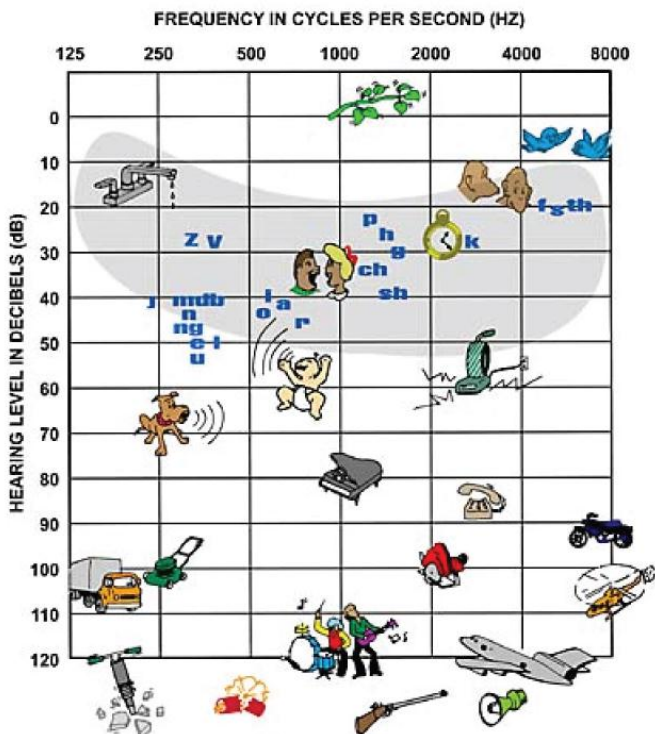 FREQUENCY IN CYCLES PER SECOND (HZ)
125 250 500 1000 2000 4000 8000
HEARING LEVEL IN DECIBELS (dB)
0
10
20
30
40
50
60
70
80
90
100
110
120
f s th
p
h
z v
k
g
ch
sh
j mdb
i
a
n
o
r
ng
e l
u